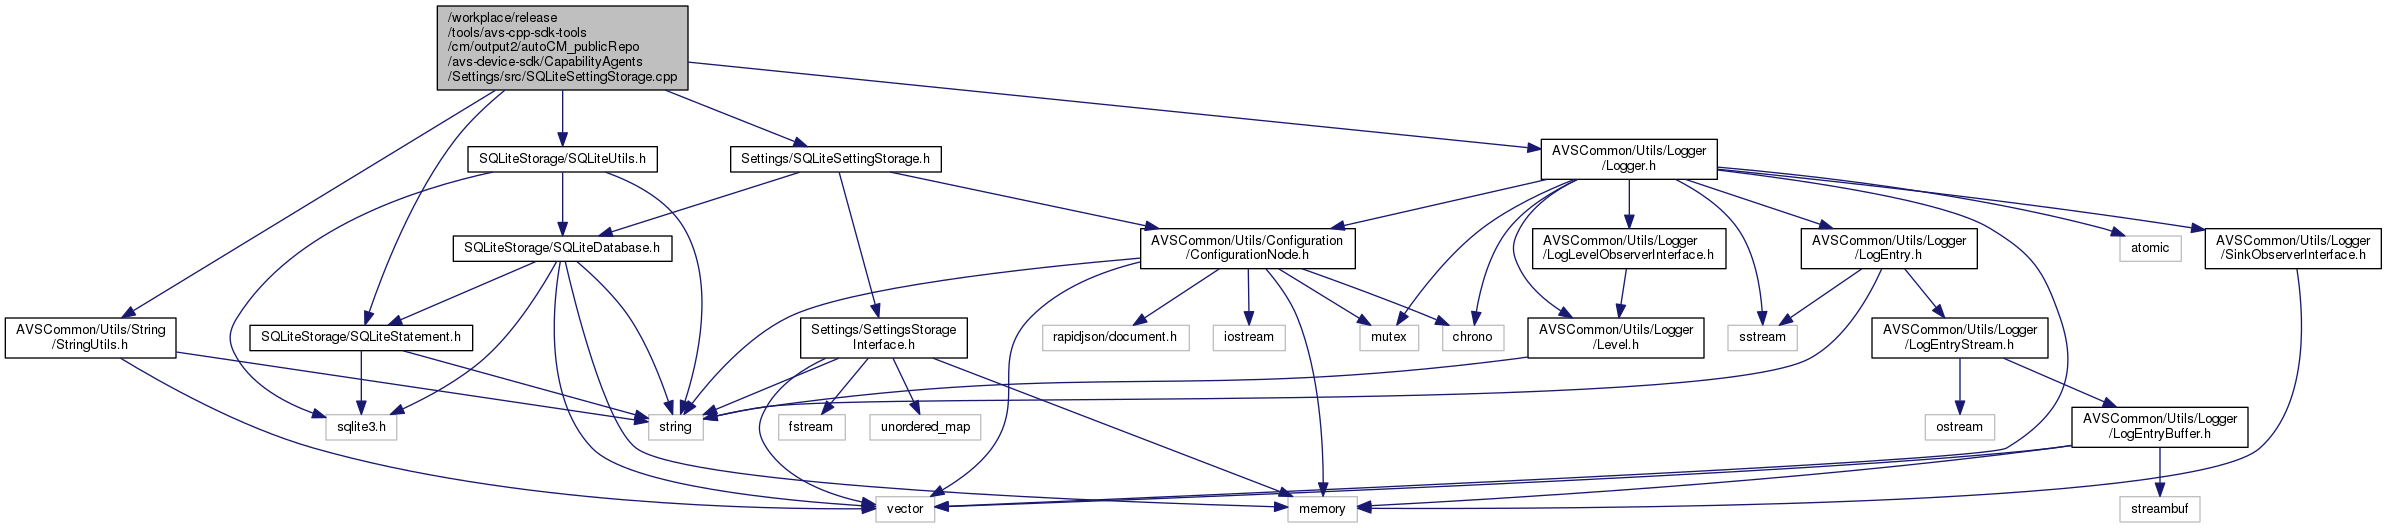 /workplace/release
/tools/avs-cpp-sdk-tools
/cm/output2/autoCM_publicRepo
/avs-device-sdk/CapabilityAgents
/Settings/src/SQLiteSettingStorage.cpp
SQLiteStorage/SQLiteUtils.h
Settings/SQLiteSettingStorage.h
AVSCommon/Utils/Logger
/Logger.h
SQLiteStorage/SQLiteDatabase.h
AVSCommon/Utils/Configuration
/ConfigurationNode.h
AVSCommon/Utils/Logger
/LogLevelObserverInterface.h
AVSCommon/Utils/Logger
/LogEntry.h
atomic
AVSCommon/Utils/Logger
/SinkObserverInterface.h
AVSCommon/Utils/String
/StringUtils.h
SQLiteStorage/SQLiteStatement.h
Settings/SettingsStorage
Interface.h
rapidjson/document.h
iostream
mutex
chrono
AVSCommon/Utils/Logger
/Level.h
sstream
AVSCommon/Utils/Logger
/LogEntryStream.h
sqlite3.h
string
fstream
unordered_map
ostream
AVSCommon/Utils/Logger
/LogEntryBuffer.h
vector
memory
streambuf